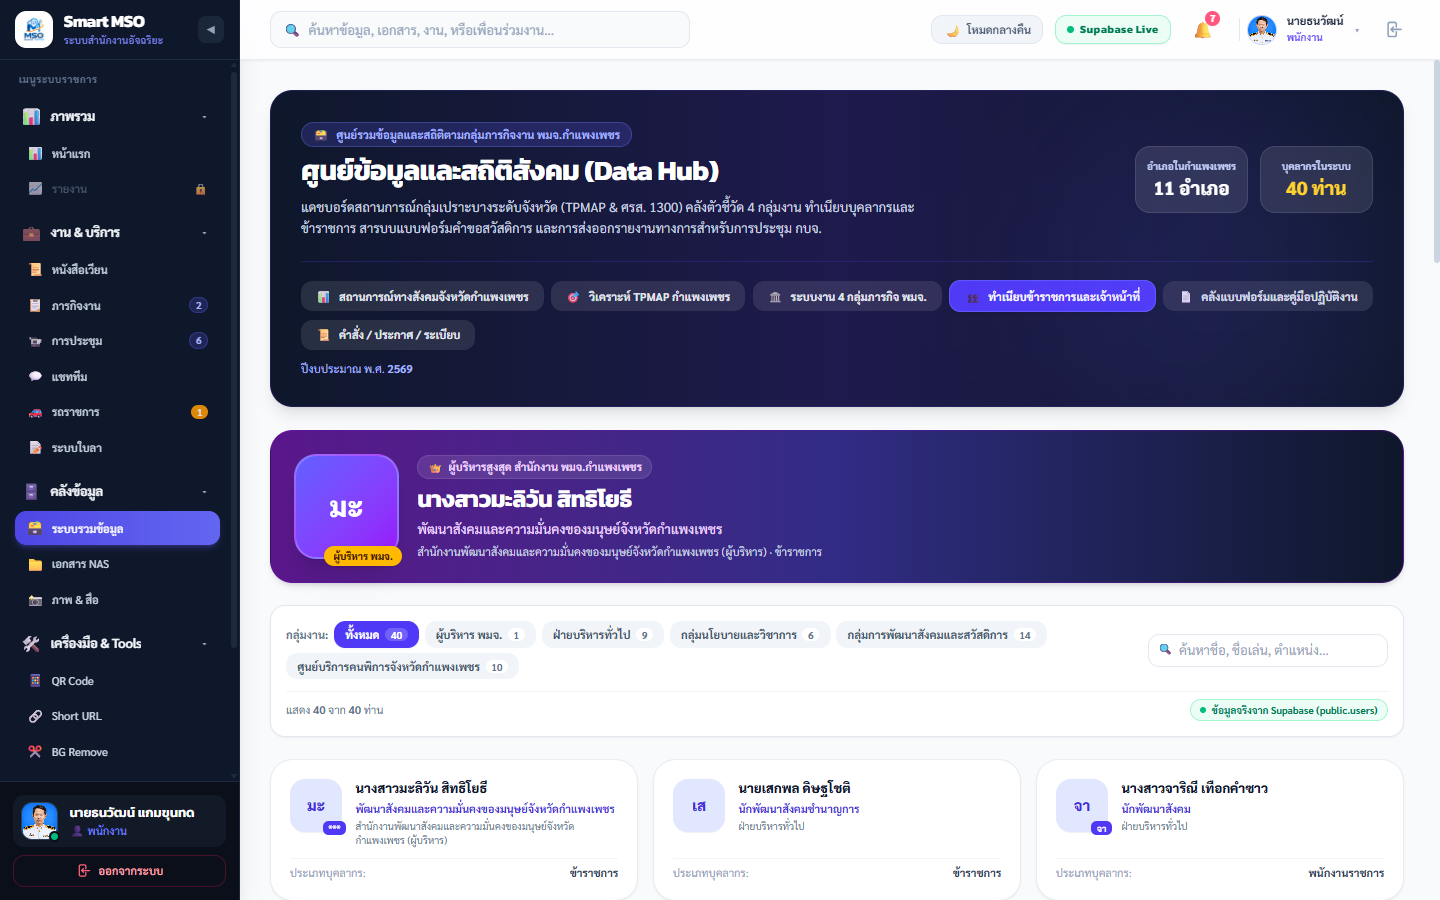 MSO
Smart MSO
ระบบสำนักงานอัจฉริยะ
◀
ค้นหาข้อมูล, เอกสาร, งาน, หรือเพื่อนร่วมงาน...
โหมดกลางคืน
Supabase Live
7
นายธนวัฒน์
พนักงาน
เมนูระบบราชการ
ภาพรวม
หน้าแรก
รายงาน
งาน & บริการ
หนังสือเวียน
ภารกิจงาน
2
การประชุม
6
แชททีม
รถราชการ
1
ระบบใบลา
คลังข้อมูล
ระบบรวมข้อมูล
เอกสาร NAS
ภาพ & สื่อ
เครื่องมือ & Tools
QR Code
Short URL
BG Remove
นายธนวัฒน์ แกมขุนทด
พนักงาน
ออกจากระบบ
ศูนย์รวมข้อมูลและสถิติตามกลุ่มภารกิจงาน พมจ.กำแพงเพชร
ศูนย์ข้อมูลและสถิติสังคม (Data Hub)
แดชบอร์ดสถานการณ์กลุ่มเปราะบางระดับจังหวัด (TPMAP & ศรส. 1300) คลังตัวชี้วัด 4 กลุ่มงาน ทำเนียบบุคลากรและ
ข้าราชการ สารบบแบบฟอร์มคำขอสวัสดิการ และการส่งออกรายงานทางการสำหรับการประชุม กบจ.
อำเภอในกำแพงเพชร
11 อำเภอ
บุคลากรในระบบ
40 ท่าน
สถานการณ์ทางสังคมจังหวัดกำแพงเพชร
วิเคราะห์ TPMAP กำแพงเพชร
ระบบงาน 4 กลุ่มภารกิจ พมจ.
ทำเนียบข้าราชการและเจ้าหน้าที่
คลังแบบฟอร์มและคู่มือปฏิบัติงาน
คำสั่ง / ประกาศ / ระเบียบ
ปีงบประมาณ พ.ศ. 2569
มะ
ผู้บริหาร พมจ.
ผู้บริหารสูงสุด สำนักงาน พมจ.กำแพงเพชร
นางสาวมะลิวัน สิทธิโยธี
พัฒนาสังคมและความมั่นคงของมนุษย์จังหวัดกำแพงเพชร
สำนักงานพัฒนาสังคมและความมั่นคงของมนุษย์จังหวัดกำแพงเพชร (ผู้บริหาร) · ข้าราชการ
กลุ่มงาน:
ทั้งหมด 40
ผู้บริหาร พมจ. 1
ฝ่ายบริหารทั่วไป 9
กลุ่มนโยบายและวิชาการ 6
กลุ่มการพัฒนาสังคมและสวัสดิการ 14
ศูนย์บริการคนพิการจังหวัดกำแพงเพชร 10
ค้นหาชื่อ, ชื่อเล่น, ตำแหน่ง...
แสดง 40 จาก 40 ท่าน
ข้อมูลจริงจาก Supabase (public.users)
มะ
***
นางสาวมะลิวัน สิทธิโยธี
พัฒนาสังคมและความมั่นคงของมนุษย์จังหวัดกำแพงเพชร
สำนักงานพัฒนาสังคมและความมั่นคงของมนุษย์จังหวัด
กำแพงเพชร (ผู้บริหาร)
ประเภทบุคลากร:
ข้าราชการ
เส
นายเสกพล ดิษฐโชติ
นักพัฒนาสังคมชำนาญการ
ฝ่ายบริหารทั่วไป
ประเภทบุคลากร:
ข้าราชการ
จา
จา
นางสาวจาริณี เทือกคำซาว
นักพัฒนาสังคม
ฝ่ายบริหารทั่วไป
ประเภทบุคลากร:
พนักงานราชการ